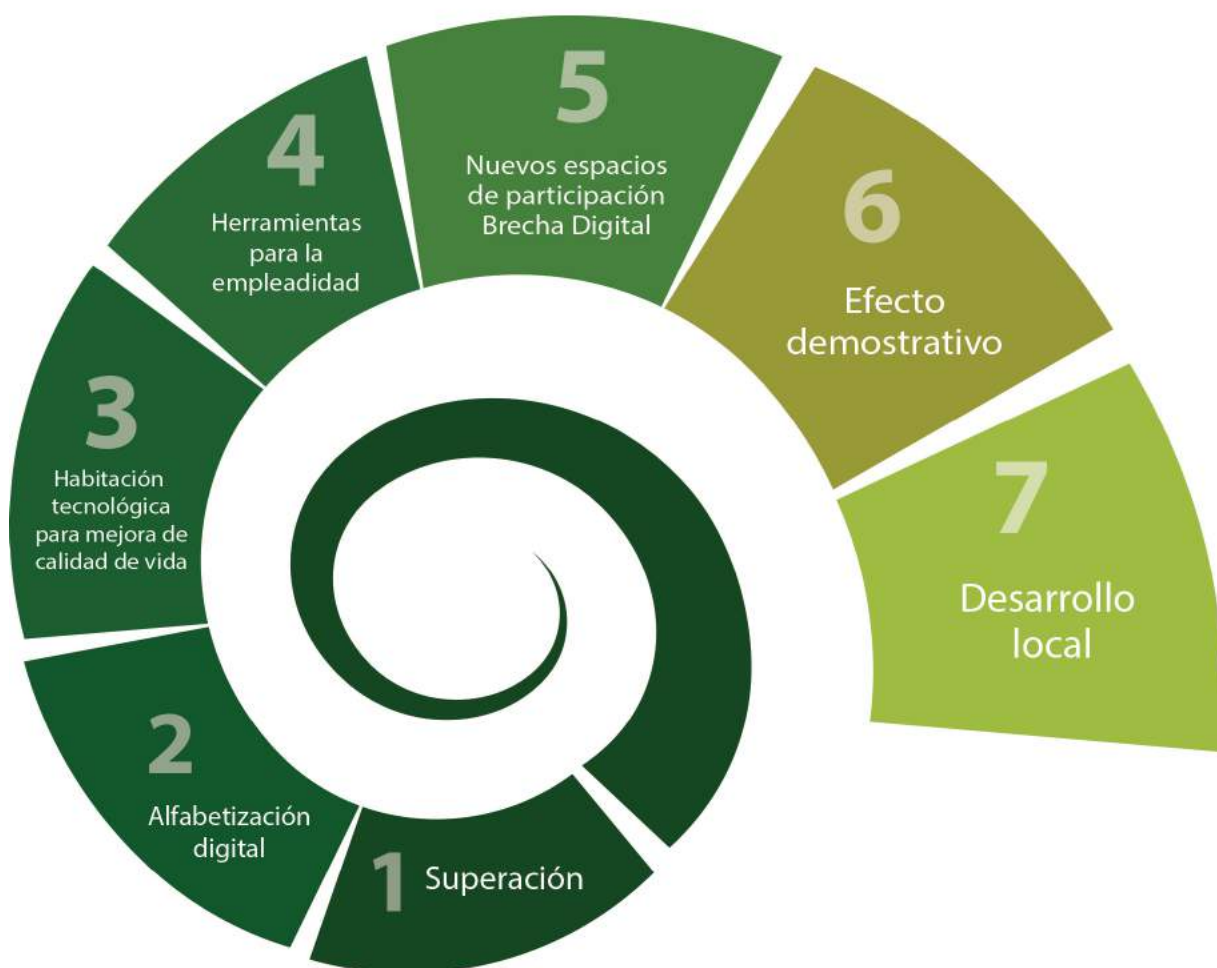 1
Superación
2
Alfabetización
digital
3
Habitación
tecnológica
para mejora de
calidad de vida
4
Herramientas
para la
empleadidad
5
Nuevos espacios
de participación
Brecha Digital
6
Efecto
demostrativo
7
Desarrollo
local